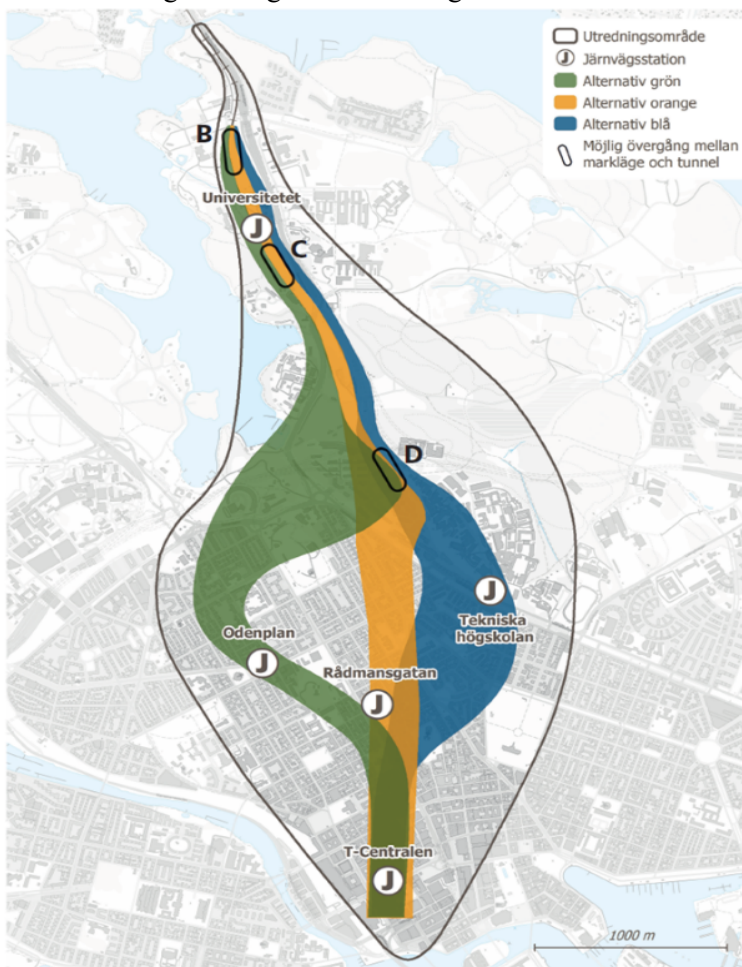 Utredningsområde
J Järnvägsstation
Alternativ grön
Alternativ orange
Alternativ blå
Möjlig övergång mellan
markläge och tunnel
B
Universitetet
J
C
D
J
Tekniska
högskolan
Odenplan
J
Rådmansgatan
J
T-Centralen
J
1000 m